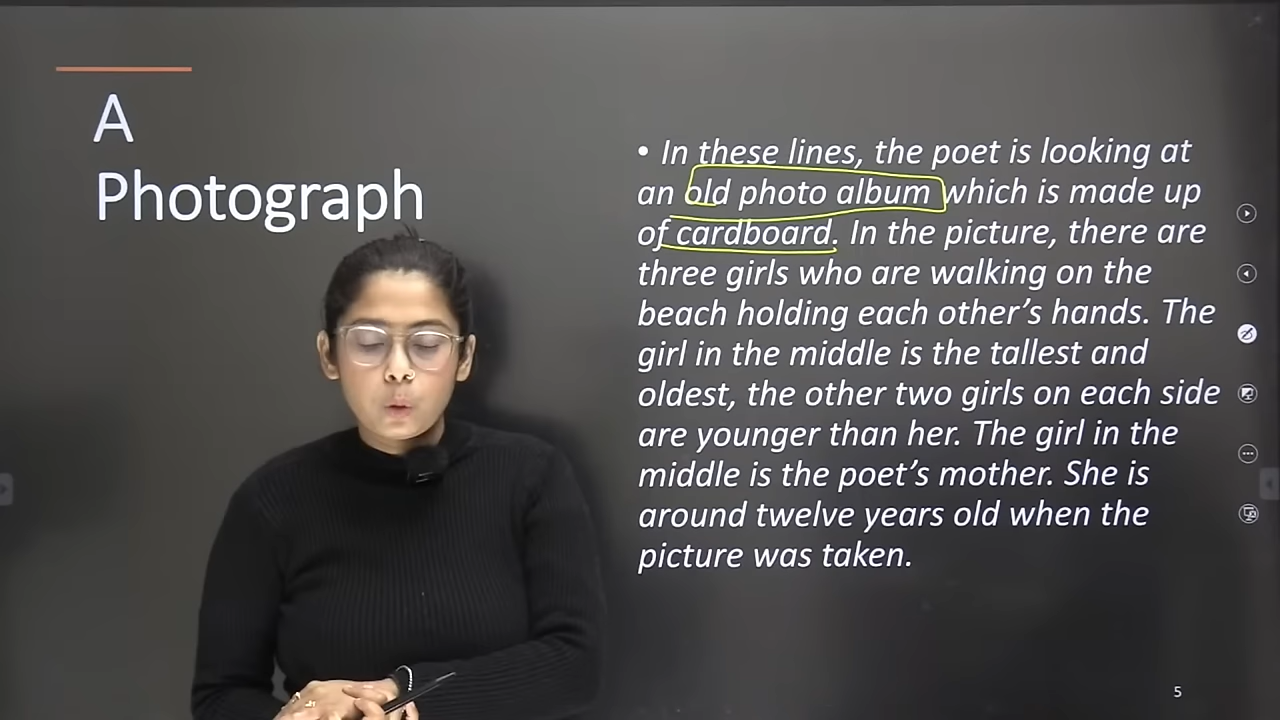 A
Photograph
• In these lines, the poet is looking at
an old photo album which is made up
of cardboard. In the picture, there are
three girls who are walking on the
beach holding each other’s hands. The
girl in the middle is the tallest and
oldest, the other two girls on each side
are younger than her. The girl in the
middle is the poet’s mother. She is
around twelve years old when the
picture was taken.
5